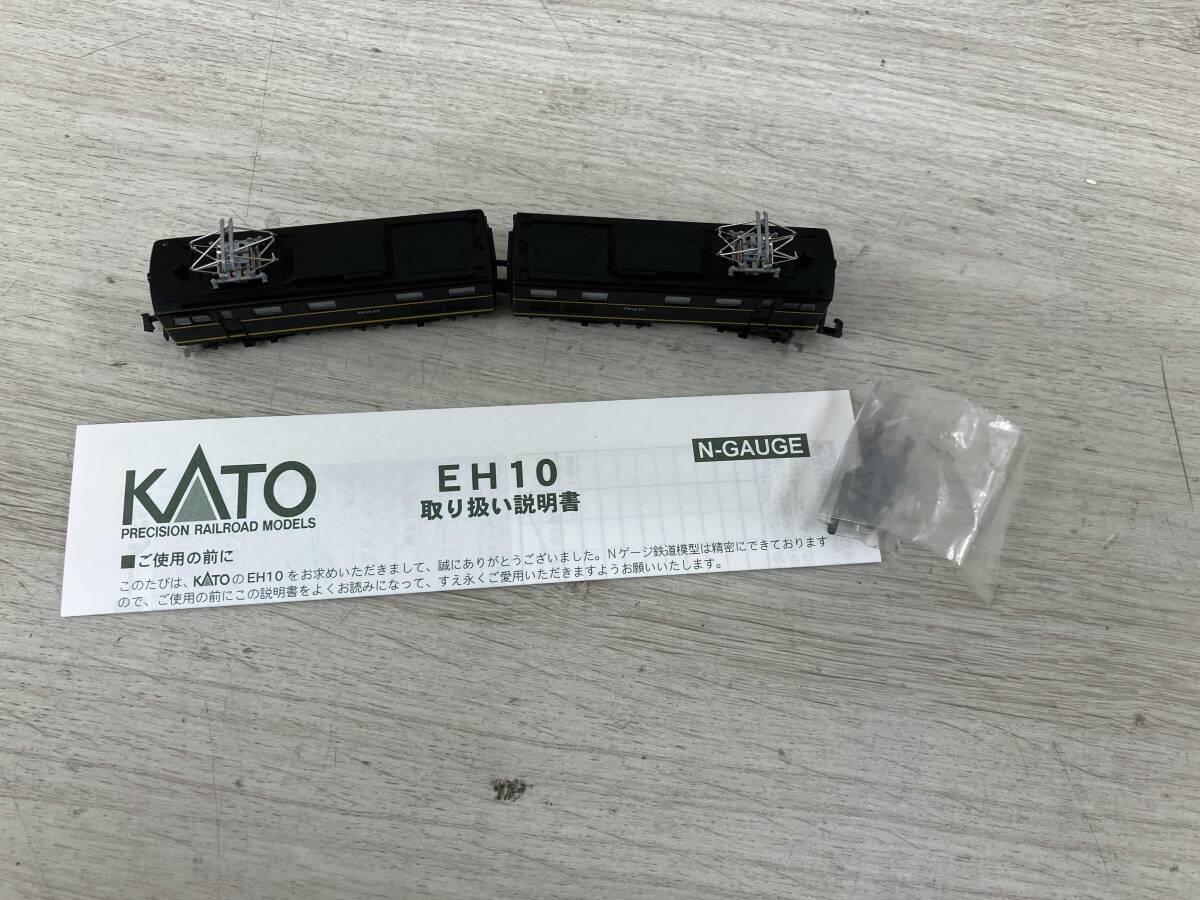 KATO
PRECISION RAILROAD MODELS
EH10
取り扱い説明書
N-GAUGE
■ご使用の前に
このたびは、KATOのEH10をお求めいただきまして、誠にありがとうございました。Nゲージ鉄道模型は精密にできております
ので、ご使用の前にこの説明書をよくお読みになって、すえ永くご愛用いただきますようお願いいたします。